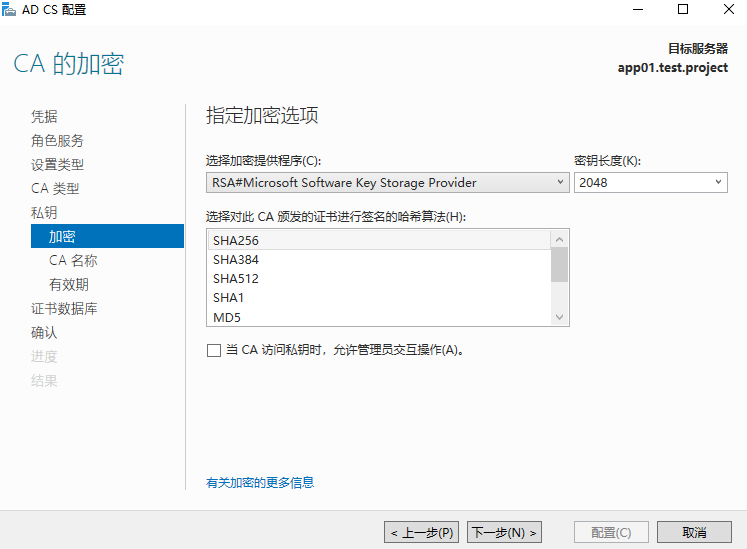 AD CS 配置
CA 的加密
目标服务器
app01.test.project
凭据
角色服务
设置类型
CA 类型
私钥
加密
CA 名称
有效期
证书数据库
确认
进度
结果
指定加密选项
选择加密提供程序(C):
密钥长度(K):
RSA#Microsoft Software Key Storage Provider
2048
选择对此 CA 颁发的证书进行签名的哈希算法(H):
SHA256
SHA384
SHA512
SHA1
MD5
当 CA 访问私钥时，允许管理员交互操作(A)。
有关加密的更多信息
< 上一步(P)
下一步(N) >
配置(C)
取消